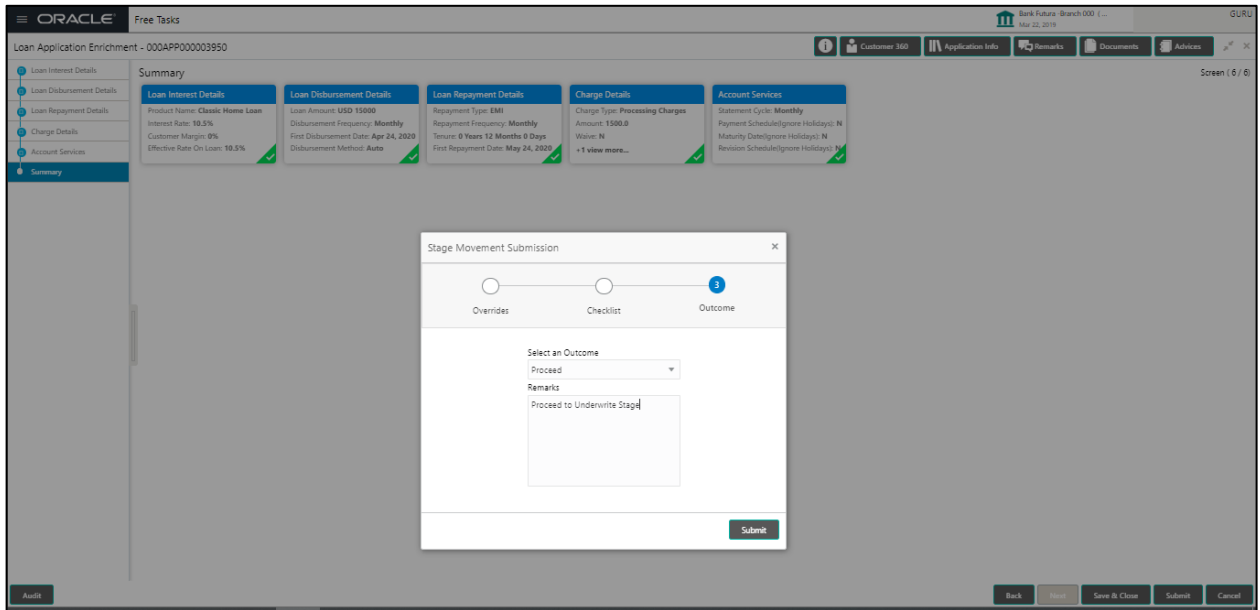 ORACLE
Free Tasks
Bank Futura -Branch 000 ( ...
Mar 22, 2019
GURU
Loan Application Enrichment - 000APP000003950
i
Customer 360
Application Info
Remarks
Documents
Advices
Loan Interest Details
Loan Disbursement Details
Loan Repayment Details
Charge Details
Account Services
Summary
Summary
Screen ( 6 / 6)
Loan Interest Details
Product Name: Classic Home Loan
Interest Rate: 10.5%
Customer Margin: 0%
Effective Rate On Loan: 10.5%
Loan Disbursement Details
Loan Amount: USD 15000
Disbursement Frequency: Monthly
First Disbursement Date: Apr 24, 2020
Disbursement Method: Auto
Loan Repayment Details
Repayment Type: EMI
Repayment Frequency: Monthly
Tenure: 0 Years 12 Months 0 Days
First Repayment Date: May 24, 2020
Charge Details
Charge Type: Processing Charges
Amount: 1500.0
Waive: N
+1 view more...
Account Services
Statement Cycle: Monthly
Payment Schedule(Ignore Holidays): N
Maturity Date(Ignore Holidays): N
Revision Schedule(Ignore Holidays): N
Stage Movement Submission
×
3
Overrides
Checklist
Outcome
Select an Outcome
Proceed
Remarks
Proceed to Underwrite Stage
Submit
Audit
Back
Next
Save & Close
Submit
Cancel